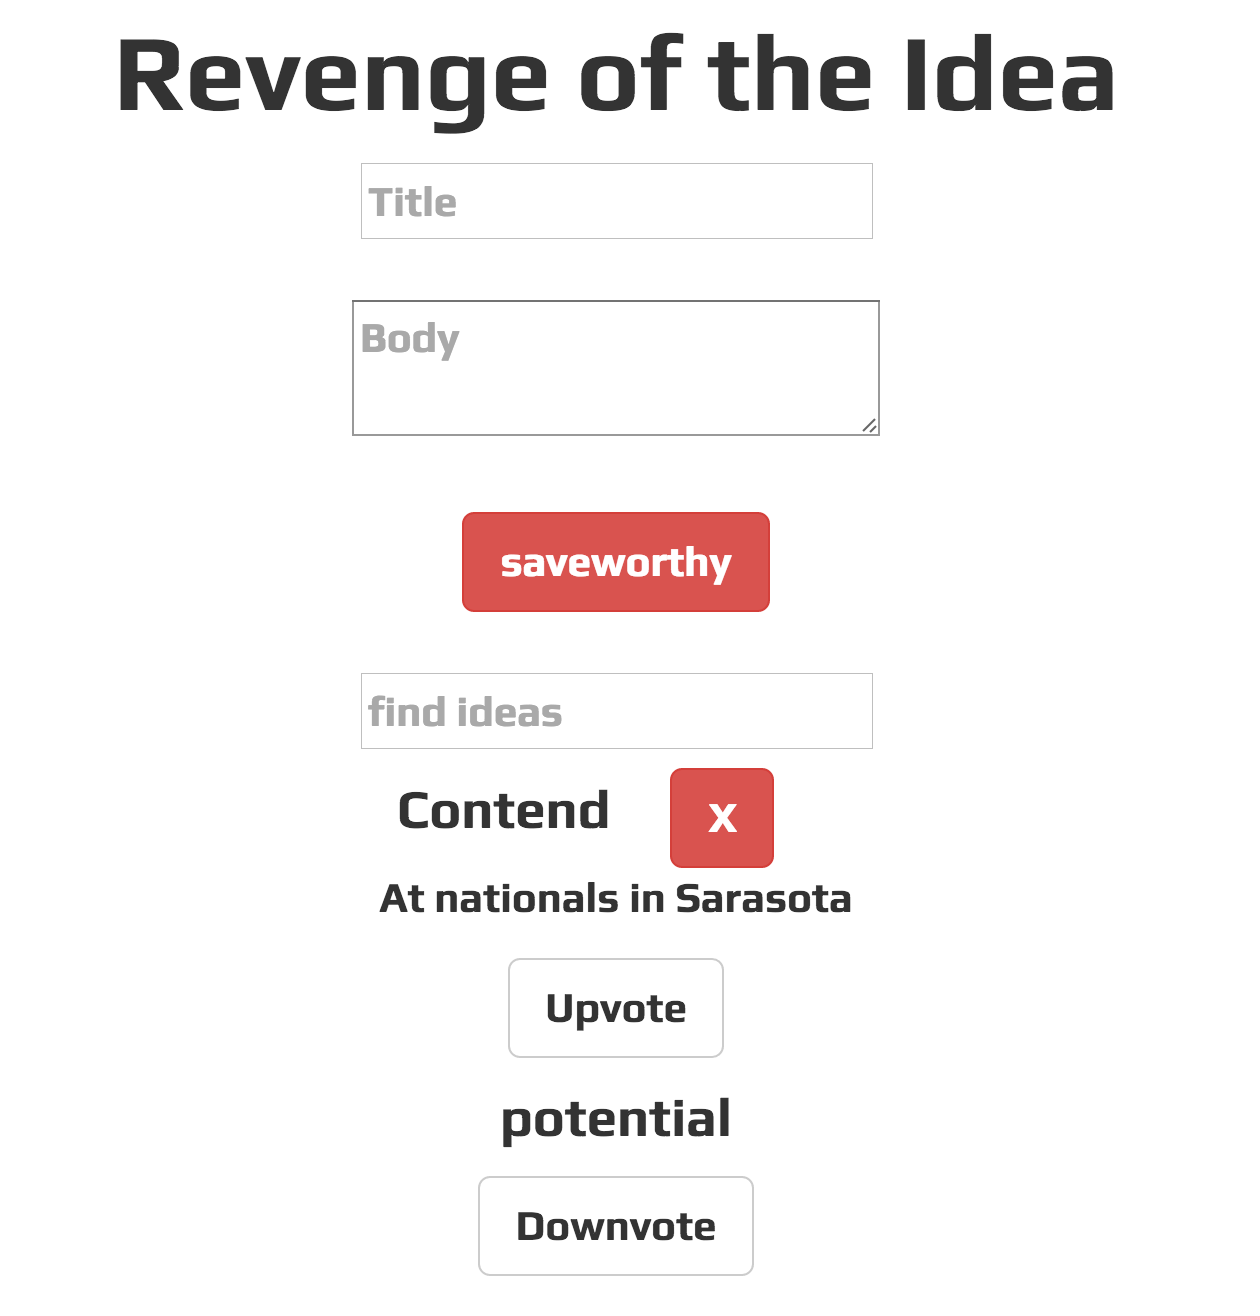 Revenge of the Idea
Title
Body
saveworthy
find ideas
Contend x
At nationals in Sarasota
Upvote
potential
Downvote